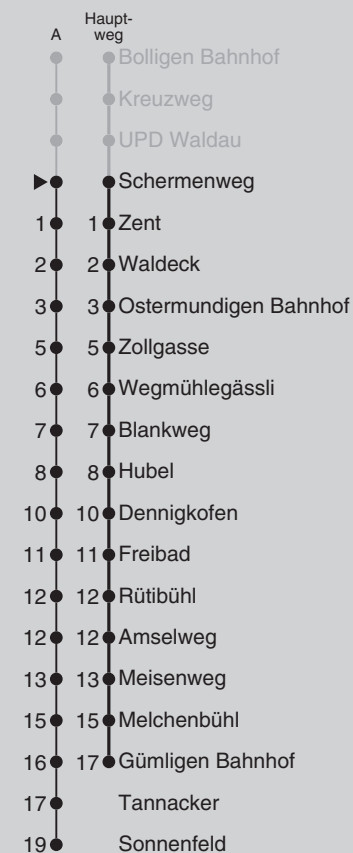 A Haupt-
weg
Bolligen Bahnhof
Kreuzweg
UPD Waldau
Schermenweg
1 1 Zent
2 2 Waldeck
3 3 Ostermundigen Bahnhof
5 5 Zollgasse
6 6 Wegmühlegässli
7 7 Blankweg
8 8 Hubel
10 10 Dennigkofen
11 11 Freibad
12 12 Rütibühl
12 12 Amselweg
13 13 Meisenweg
15 15 Melchenbühl
16 17 Gümligen Bahnhof
17 Tannacker
19 Sonnenfeld